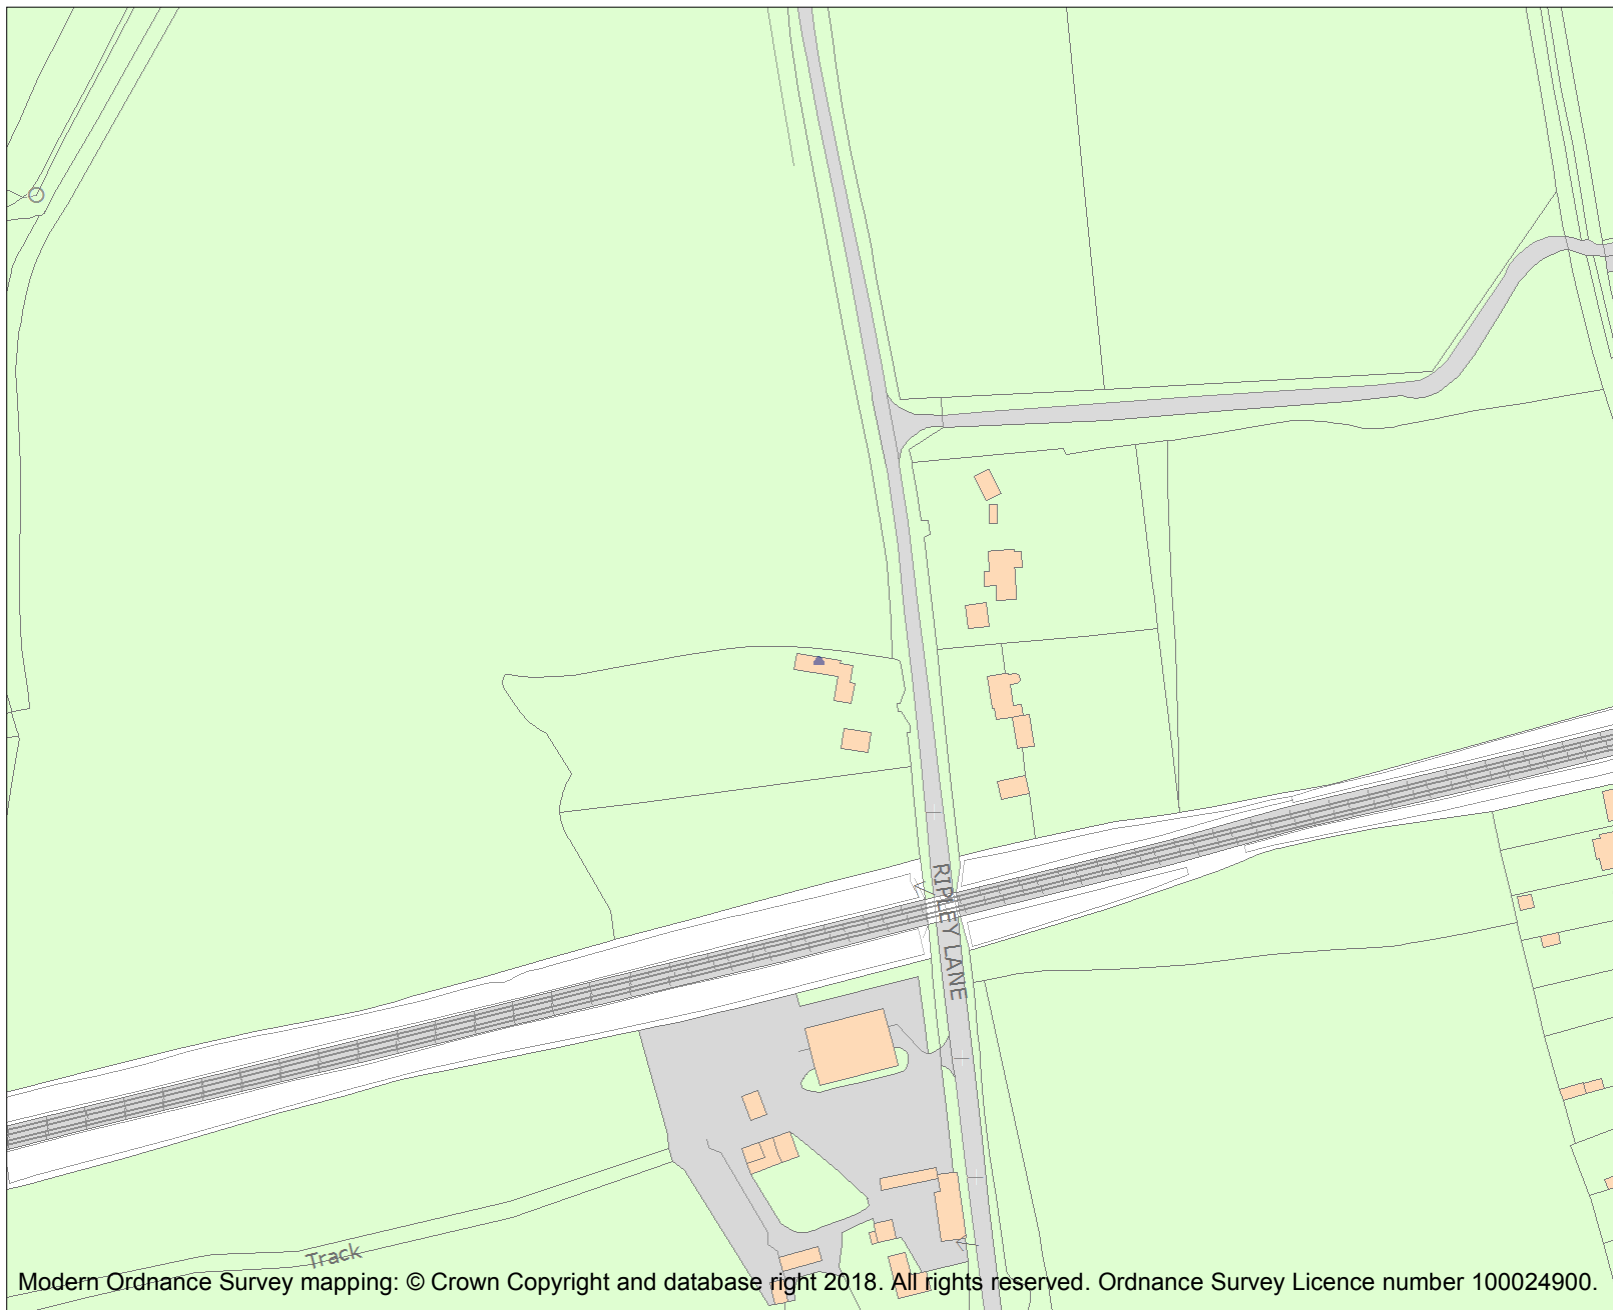 RIPLEY LANE
Track
Modern Ordnance Survey mapping: © Crown Copyright and database right 2018. All rights reserved. Ordnance Survey Licence number 100024900.